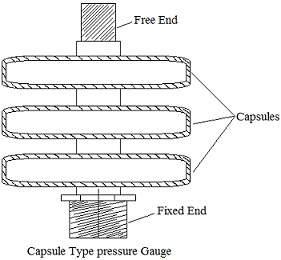 Free End
Capsules
Fixed End
Capsule Type pressure Gauge